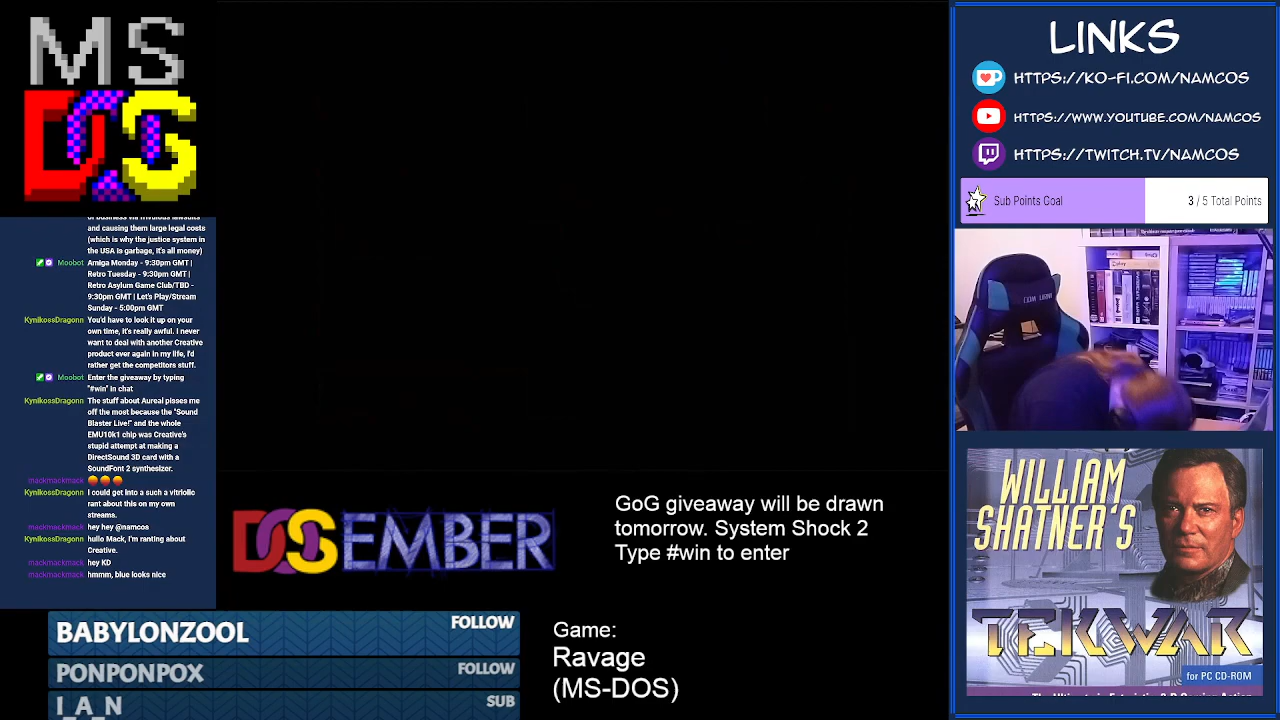 MS
DOS
of business via frivulous lawsuits
and causing them large legal costs
(which is why the justice system in
the USA is garbage, it's all money)
Moobot Amiga Monday - 9:30pm GMT |
Retro Tuesday - 9:30pm GMT |
Retro Asylum Game Club/TBD -
9:30pm GMT | Let's Play/Stream
Sunday - 5:00pm GMT
KynikossDragonn You'd have to look it up on your
own time, it's really awful. I never
want to deal with another Creative
product ever again in my life, I'd
rather get the competitors stuff.
Moobot Enter the giveaway by typing
"#win" in chat
KynikossDragonn The stuff about Aureal pisses me
off the most because the "Sound
Blaster Live!" and the whole
EMU10k1 chip was Creative's
stupid attempt at making a
DirectSound 3D card with a
SoundFont 2 synthesizer.
mackmackmack
KynikossDragonn I could get into a such a vitriolic
rant about this on my own
streams.
mackmackmack hey hey @namcos
KynikossDragonn hullo Mack, I'm ranting about
Creative.
mackmackmack hey KD
mackmackmack hmmm, blue looks nice
DOSEMBER
GoG giveaway will be drawn
tomorrow. System Shock 2
Type #win to enter
BABYLONZOOL FOLLOW
PONPONPOX FOLLOW
I_A_N SUB
Game:
Ravage
(MS-DOS)
LINKS
HTTPS://KO-FI.COM/NAMCOS
HTTPS://WWW.YOUTUBE.COM/NAMCOS
HTTPS://TWITCH.TV/NAMCOS
Sub Points Goal 3 / 5 Total Points
WILLIAM
SHATNER'S
TEKWAR
for PC CD-ROM